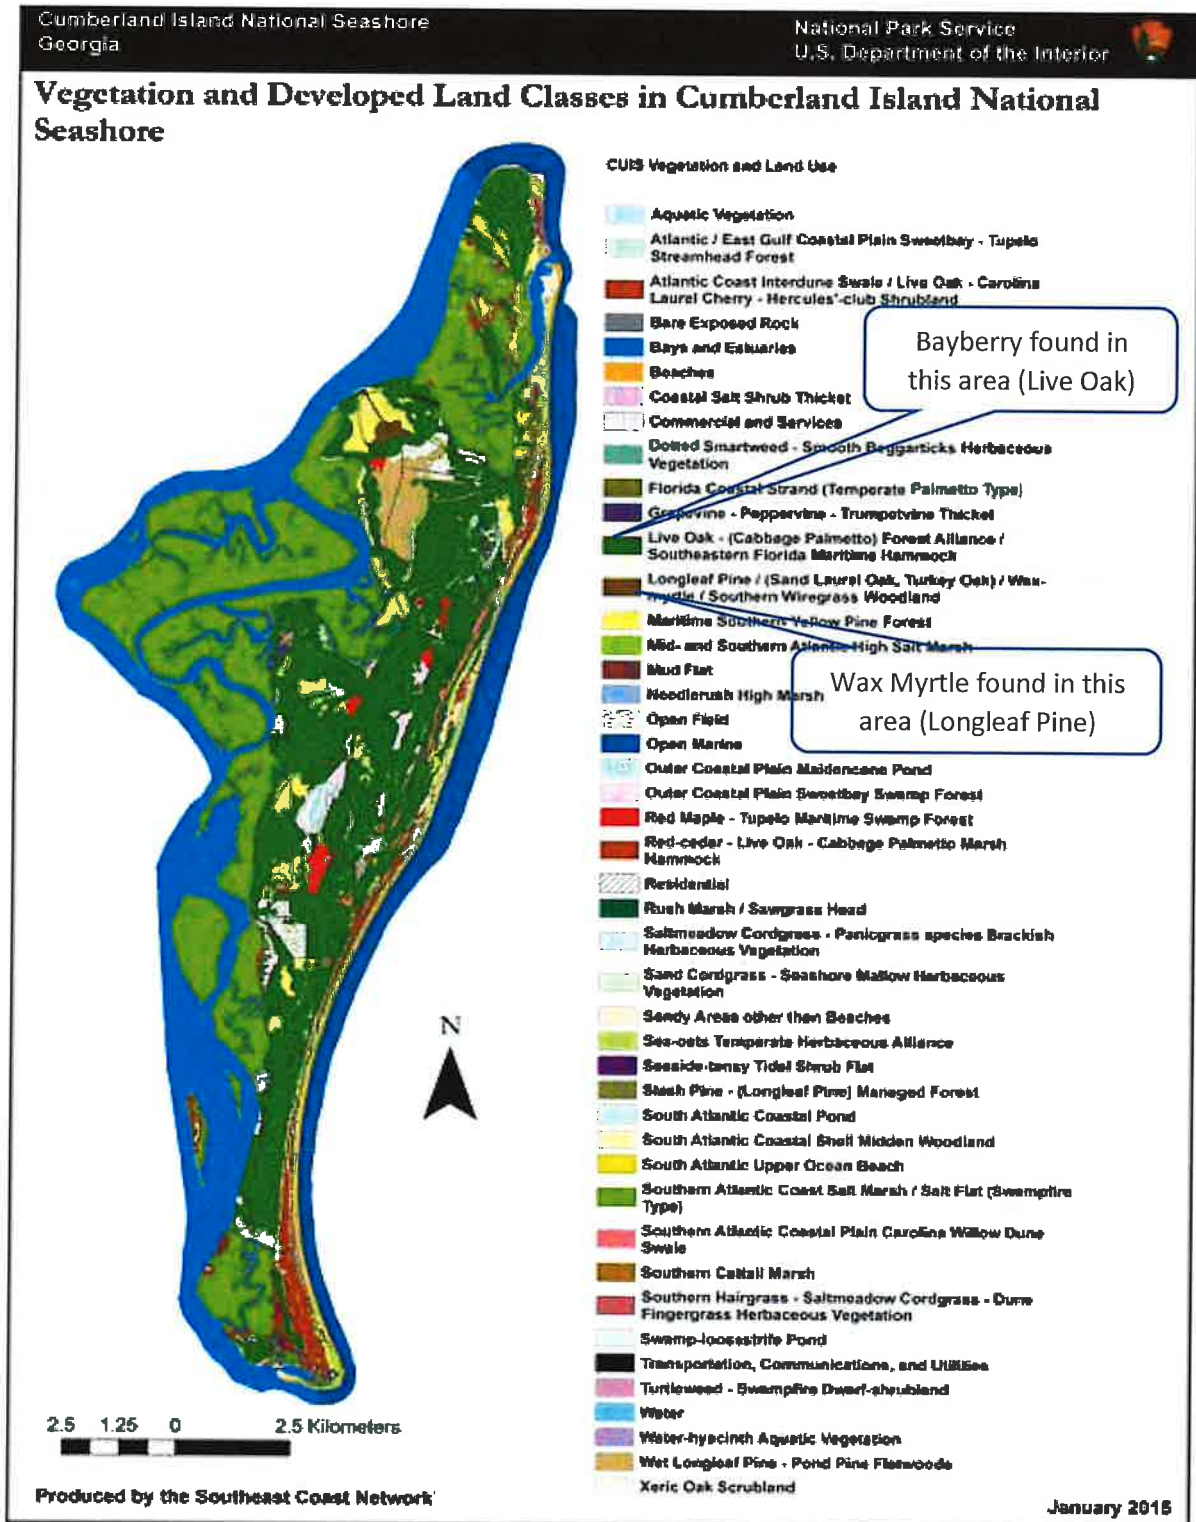 Cumberland Island National Seashore
Georgia
National Park Service
U.S. Department of the Interior
Vegetation and Developed Land Classes in Cumberland Island National
Seashore
CUIS Vegetation and Land Use
Aquatic Vegetation
Atlantic / East Gulf Coastal Plain Sweetbay - Tupelo
Streamhead Forest
Atlantic Coast Interdune Swale / Live Oak - Carolina
Laurel Cherry - Hercules'-club Shrubland
Bare Exposed Rock
Bays and Estuaries
Beaches
Coastal Salt Shrub Thicket
Commercial and Services
Dotted Smartweed - Smooth Beggarticks Herbaceous
Vegetation
Florida Coastal Strand (Temperate Palmetto Type)
Grapevine - Peppervine - Trumpetvine Thicket
Live Oak - (Cabbage Palmetto) Forest Alliance /
Southeastern Florida Maritime Hammock
Longleaf Pine / (Sand Laurel Oak, Turkey Oak) / Wax-
myrtle / Southern Wiregrass Woodland
Maritime Southern Yellow Pine Forest
Mid- and Southern Atlantic High Salt Marsh
Mud Flat
Needlerush High Marsh
Open Field
Open Marine
Outer Coastal Plain Maidencane Pond
Outer Coastal Plain Sweetbay Swamp Forest
Red Maple - Tupelo Maritime Swamp Forest
Red-cedar - Live Oak - Cabbage Palmetto Marsh
Hammock
Residential
Rush Marsh / Sawgrass Head
Saltmeadow Cordgrass - Panicgrass species Brackish
Herbaceous Vegetation
Sand Cordgrass - Seashore Mallow Herbaceous
Vegetation
Sandy Areas other than Beaches
Sea-oats Temperate Herbaceous Alliance
Seaside-tansy Tidal Shrub Flat
Slash Pine - (Longleaf Pine) Managed Forest
South Atlantic Coastal Pond
South Atlantic Coastal Shell Midden Woodland
South Atlantic Upper Ocean Beach
Southern Atlantic Coast Salt Marsh / Salt Flat (Swampfire
Type)
Southern Atlantic Coastal Plain Carolina Willow Dune
Swale
Southern Cattail Marsh
Southern Hairgrass - Saltmeadow Cordgrass - Dune
Fingergrass Herbaceous Vegetation
Swamp-loosestrife Pond
Transportation, Communications, and Utilities
Turtleweed - Swampfire Dwarf-shrubland
Water
Water-hyacinth Aquatic Vegetation
Wet Longleaf Pine - Pond Pine Flatwoods
Xeric Oak Scrubland
Bayberry found in
this area (Live Oak)
Wax Myrtle found in this
area (Longleaf Pine)
N
2.5 1.25 0 2.5 Kilometers
Produced by the Southeast Coast Network
January 2015